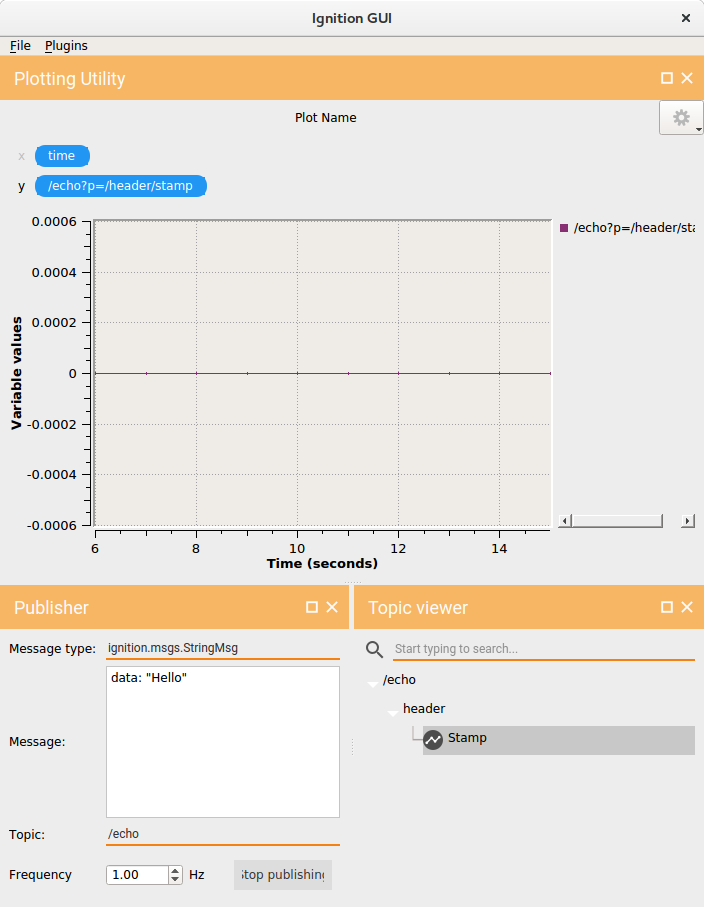 Ignition GUI
File Plugins
Plotting Utility
Plot Name
x time
y /echo?p=/header/stamp
/echo?p=/header/sta
0.0006
0.0004
0.0002
0
-0.0002
-0.0004
-0.0006
Variable values
6 8 10 12 14
Time (seconds)
Publisher
Message type: ignition.msgs.StringMsg
Message: data: "Hello"
Topic: /echo
Frequency 1.00 Hz Stop publishing
Topic viewer
Start typing to search...
/echo
header
Stamp